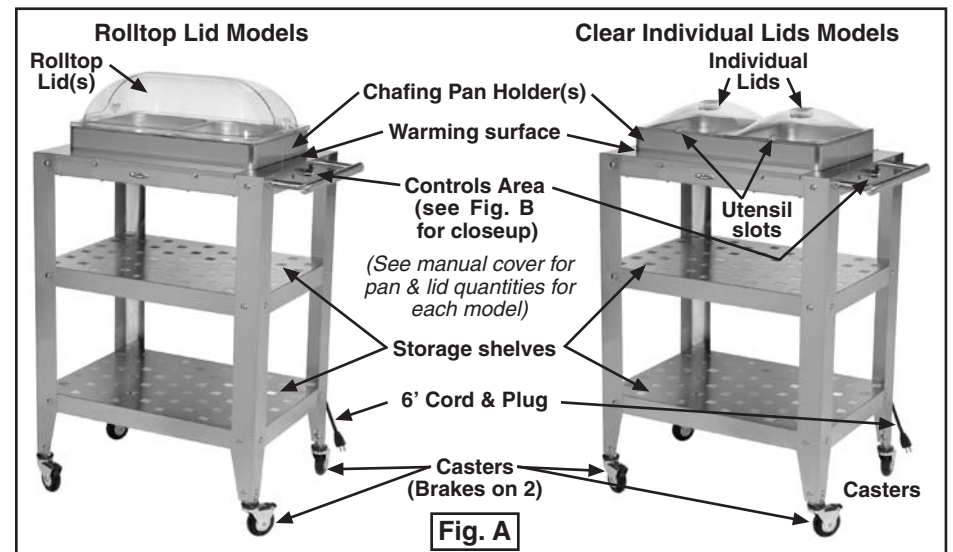 Rolltop Lid Models
Clear Individual Lids Models
Rolltop
Lid(s)
Individual
Lids
Chafing Pan Holder(s)
Warming surface
Controls Area
(see Fig. B
for closeup)
Utensil
slots
(See manual cover for
pan & lid quantities for
each model)
Storage shelves
6’ Cord & Plug
Casters
(Brakes on 2)
Casters
Fig. A